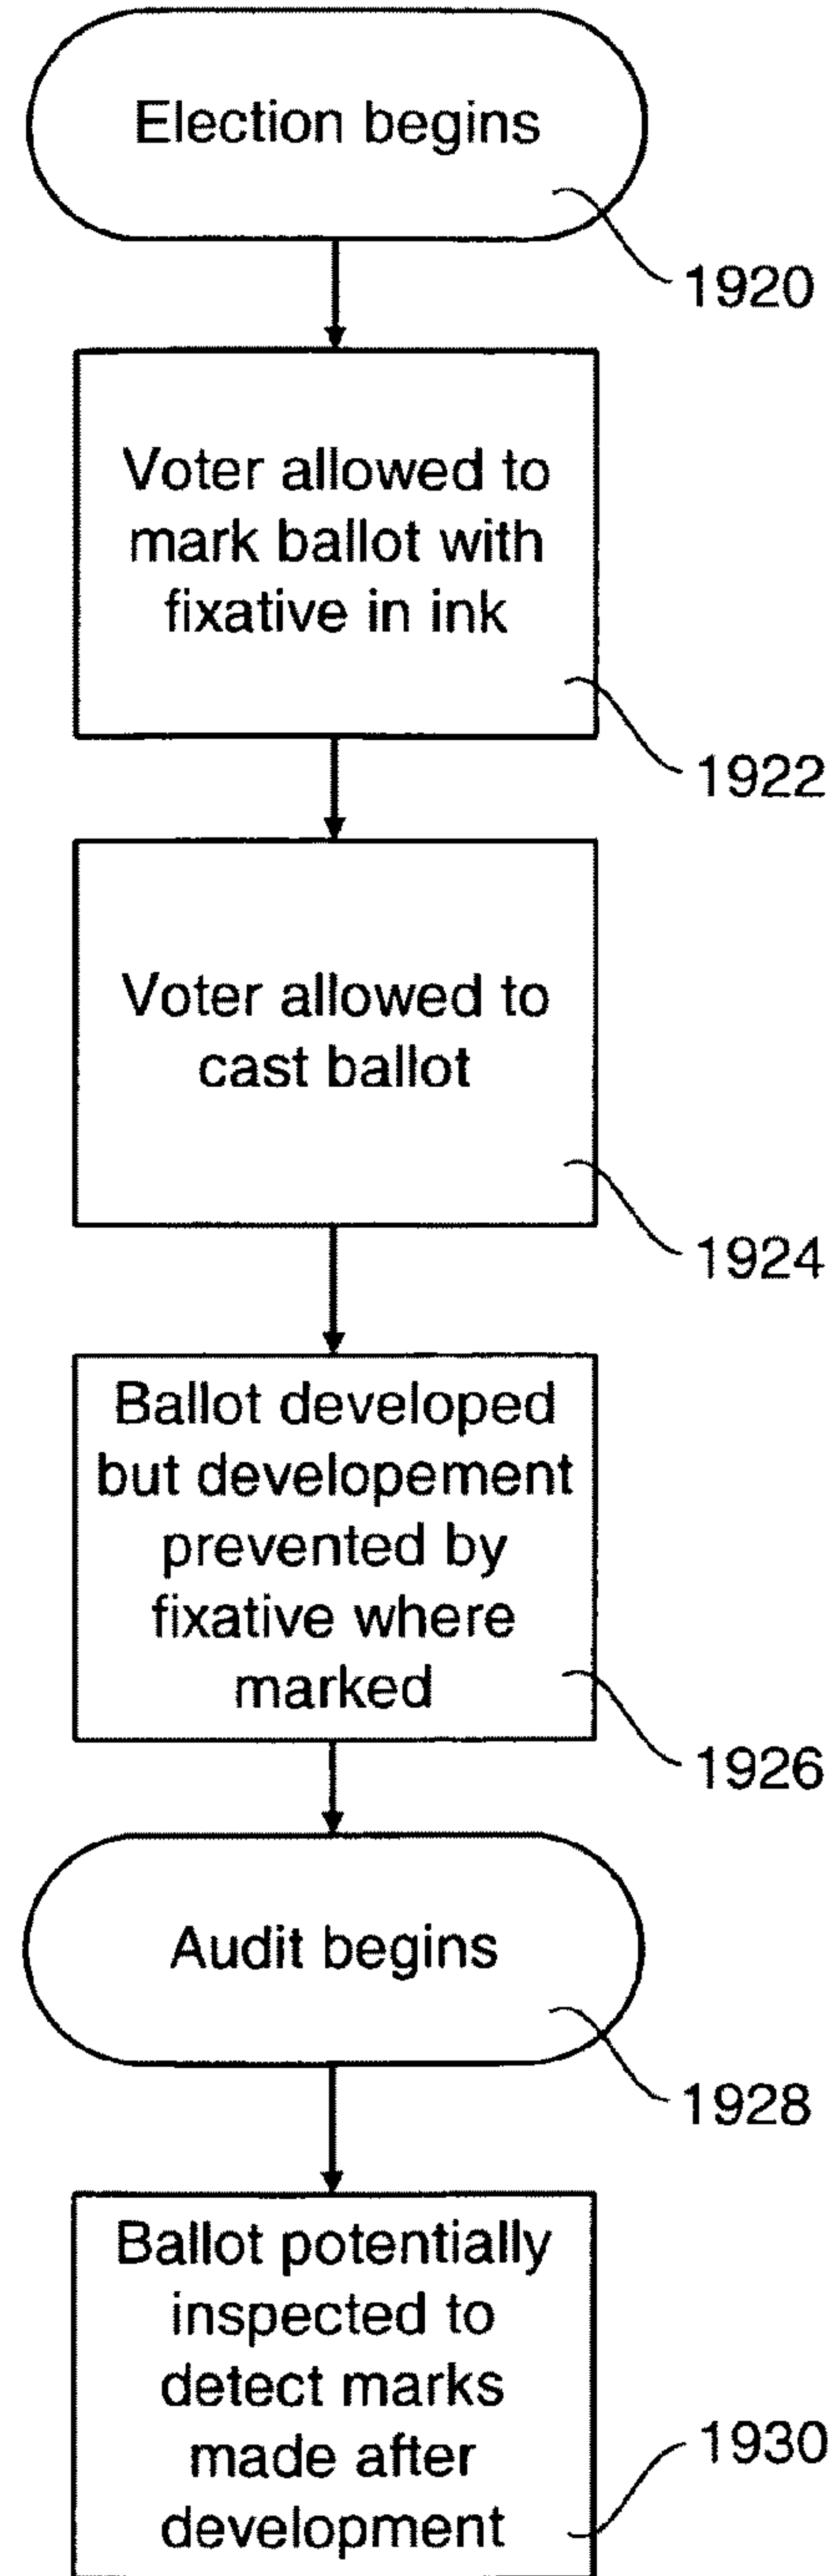 Election begins
1920
Voter allowed to
mark ballot with
fixative in ink
1922
Voter allowed to
cast ballot
1924
Ballot developed
but developement
prevented by
fixative where
marked
1926
Audit begins
1928
Ballot potentially
inspected to
detect marks
made after
development
1930